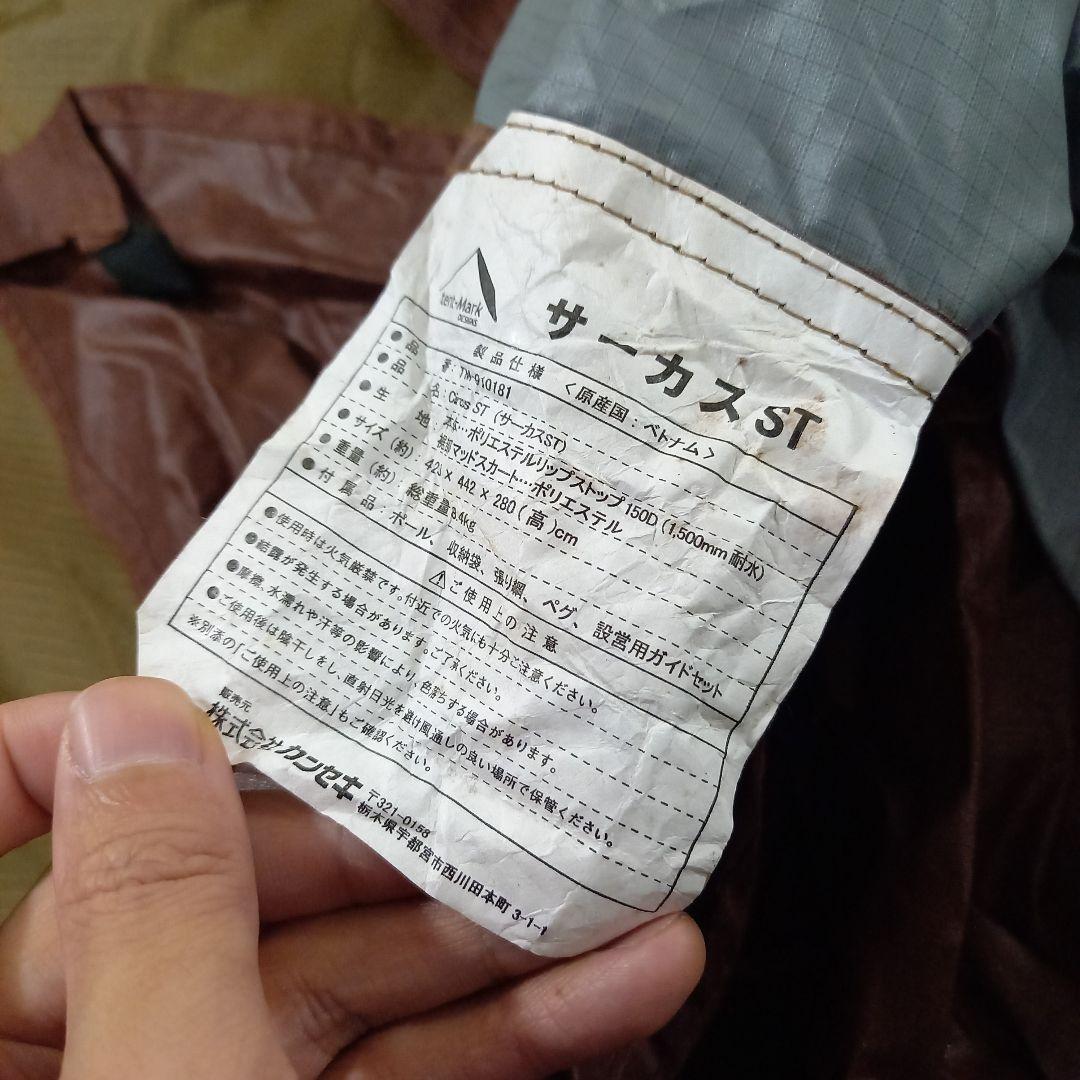 tent-Mark
DESIGNS
サーカス ST
製品仕様 <原産国：ベトナム>
●品番：TM-910181
●品名：Circus ST (サーカスST)
●生地：本体…ポリエステルリップストップ 150D (1,500mm 耐水)
マッドスカート…ポリエステル
●サイズ (約)：420 × 442 × 280 (高) cm
●重量 (約)：総重量8.4kg
●付属品：ポール、収納袋、張り綱、ペグ、設営用ガイドセット
⚠ご使用上の注意
●使用時は火気厳禁です。付近での火気にも十分ご注意ください。
●結露が発生する場合があります。ご了承ください。
●摩擦、水濡れや汗等の影響により、色落ちする場合があります。
●ご使用後は陰干しをし、直射日光を避け風通しの良い場所で保管ください。
※別添の「ご使用上の注意」もご確認ください。
販売元
株式会社カンセキ
〒321-0158
栃木県宇都宮市西川田本町 3-1-1